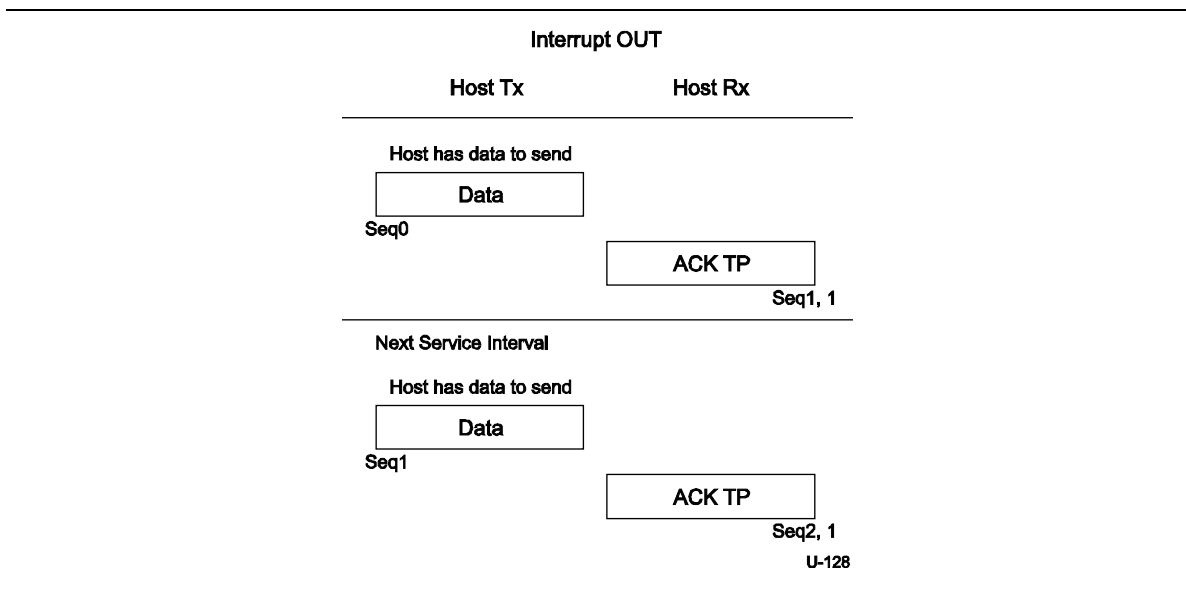 Interrupt OUT
Host Tx Host Rx
Host has data to send
Data
Seq0
ACK TP
Seq1, 1
Next Service Interval
Host has data to send
Data
Seq1
ACK TP
Seq2, 1
U-128